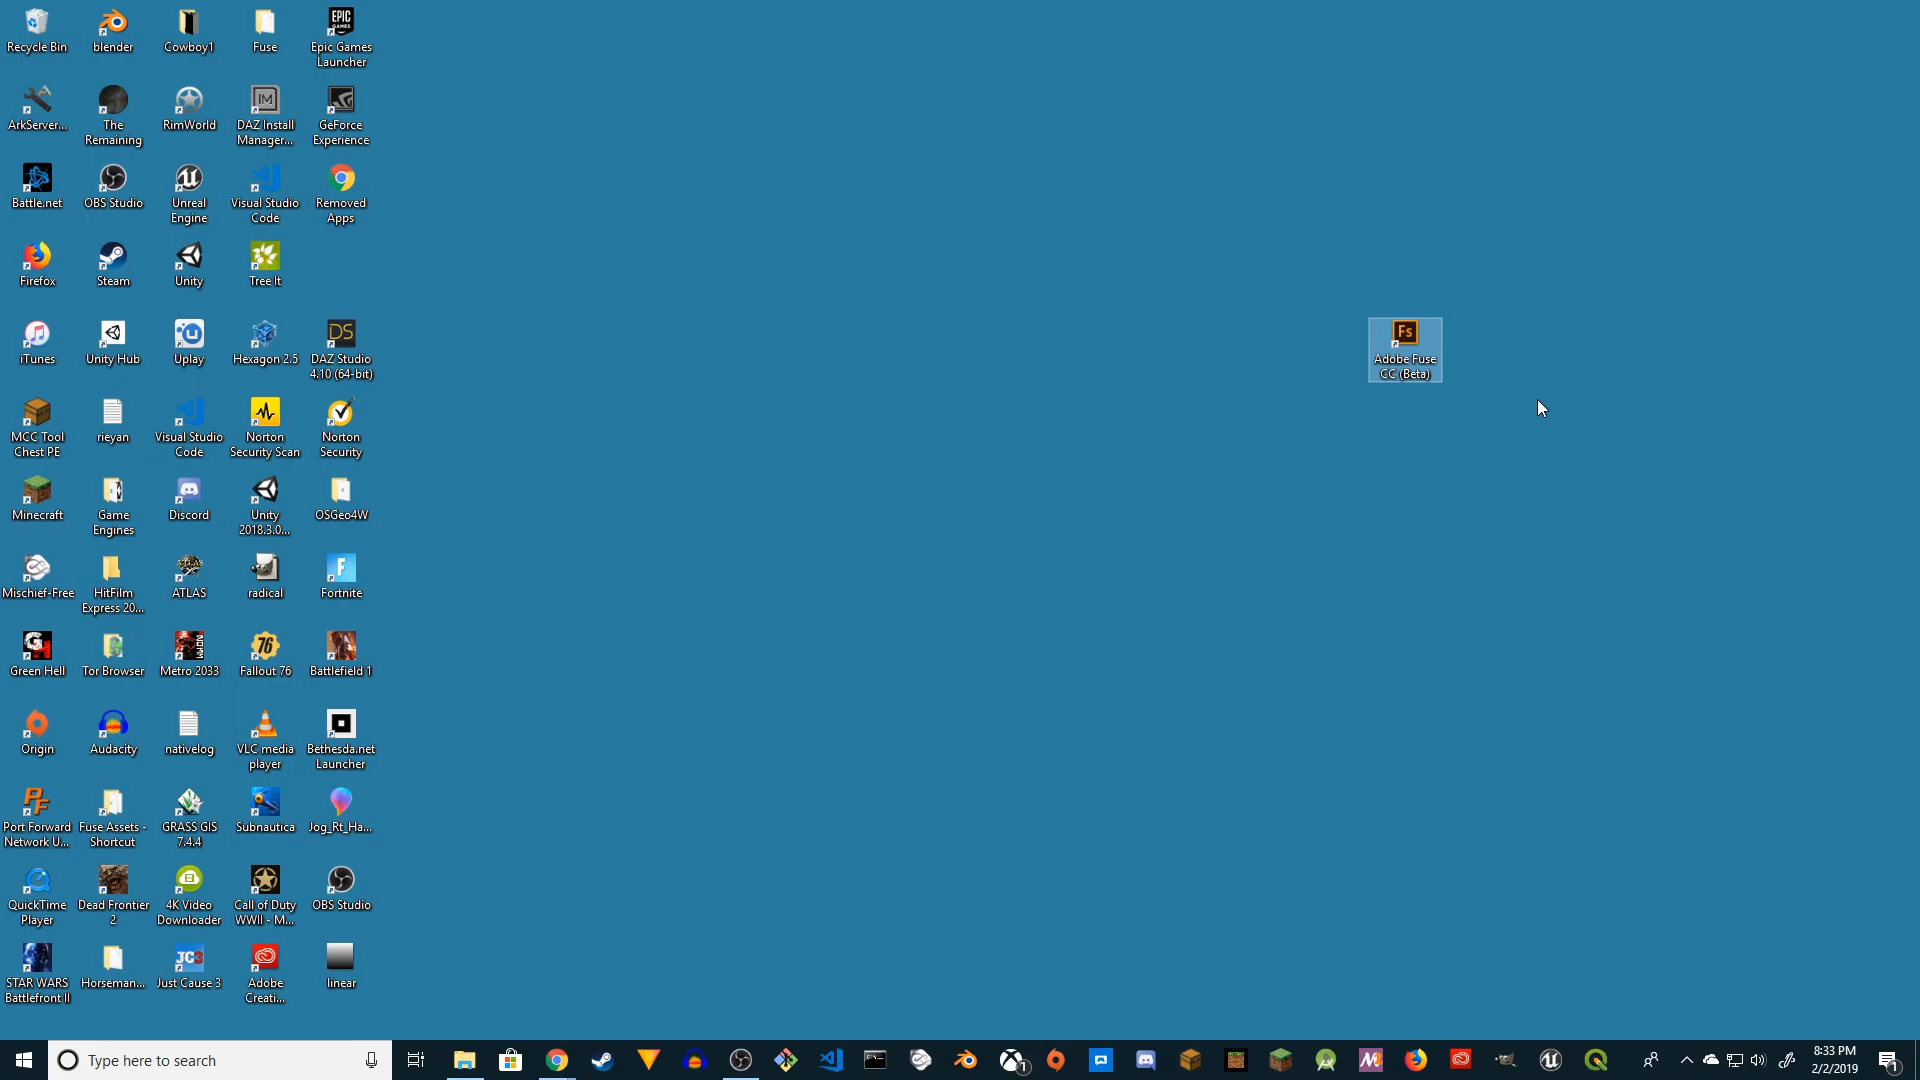 Recycle Bin
blender
Cowboy1
Fuse
EPIC
GAMES
Epic Games
Launcher
ArkServer...
The
Remaining
RimWorld
IM
DAZ Install
Manager...
GeForce
Experience
Battle.net
OBS Studio
Unreal
Engine
Visual Studio
Code
Removed
Apps
Firefox
Steam
Unity
Tree It
iTunes
Unity Hub
Uplay
Hexagon 2.5
DS
DAZ Studio
4.10 (64-bit)
Fs
Adobe Fuse
CC (Beta)
MCC Tool
Chest PE
rieyan
Visual Studio
Code
Norton
Security Scan
Norton
Security
Minecraft
Game
Engines
Discord
Unity
2018.3.0...
OSGeo4W
Mischief-Free
HitFilm
Express 20...
ATLAS
radical
F
Fortnite
Green Hell
Tor Browser
Metro 2033
76
Fallout 76
Battlefield 1
Origin
Audacity
nativelog
VLC media
player
Bethesda.net
Launcher
PF
Port Forward
Network U...
Fuse Assets -
Shortcut
GRASS GIS
7.4.4
Subnautica
Jog_Rt_Ha...
QuickTime
Player
Dead Frontier
2
4K Video
Downloader
Call of Duty
WWII - M...
OBS Studio
STAR WARS
Battlefront II
Horseman...
JC3
Just Cause 3
Adobe
Creati...
linear
Type here to search
8:33 PM
2/2/2019